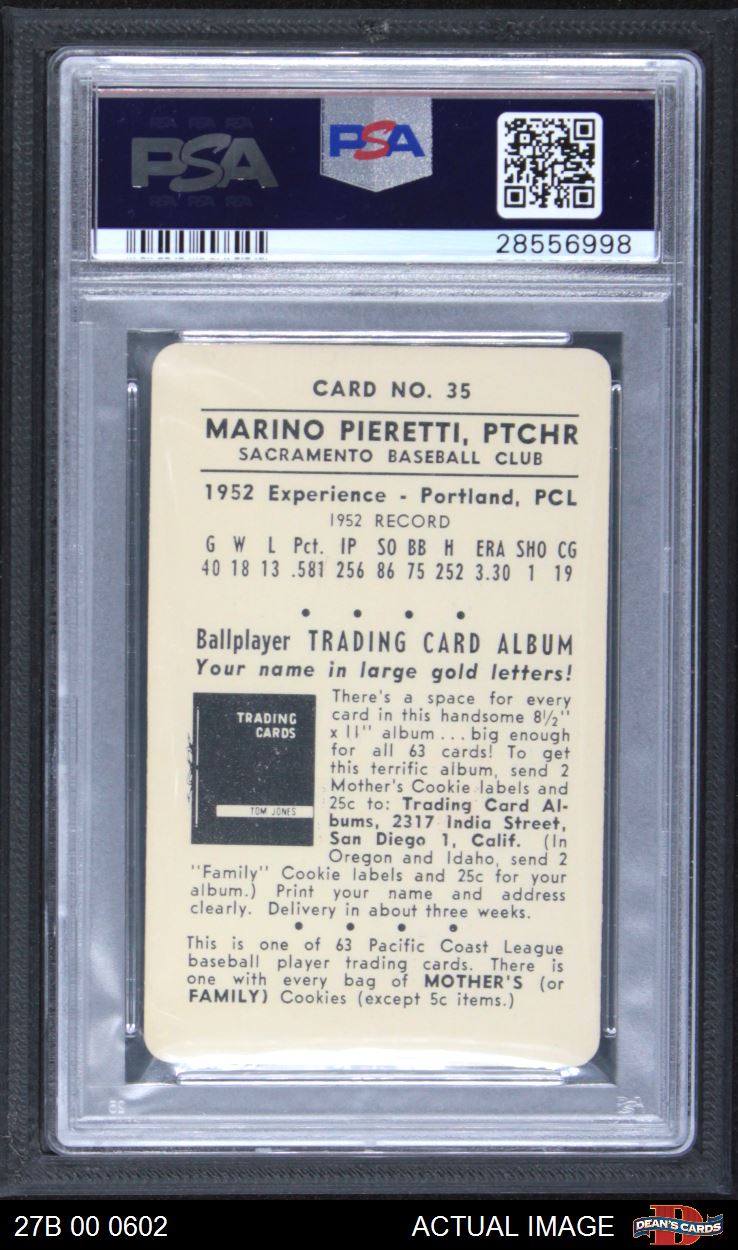 PSA PSA PSA
PSA
PSA PSA PSA
PSA
28556998
CARD NO. 35
MARINO PIERETTI, PTCHR
SACRAMENTO BASEBALL CLUB
1952 Experience - Portland, PCL
1952 RECORD
G W L Pct. IP SO BB H ERA SHO CG
40 18 13 .581 256 86 75 252 3.30 1 19
Ballplayer TRADING CARD ALBUM
Your name in large gold letters!
TRADING
CARDS
TOM JONES
There's a space for every
card in this handsome 8½"
x 11" album ... big enough
for all 63 cards! To get
this terrific album, send 2
Mother's Cookie labels and
25c to: Trading Card Al-
bums, 2317 India Street,
San Diego 1, Calif. (In
Oregon and Idaho, send 2
"Family" Cookie labels and 25c for your
album.) Print your name and address
clearly. Delivery in about three weeks.
This is one of 63 Pacific Coast League
baseball player trading cards. There is
one with every bag of MOTHER'S (or
FAMILY) Cookies (except 5c items.)
27B 00 0602
ACTUAL IMAGE
DEAN'S CARDS